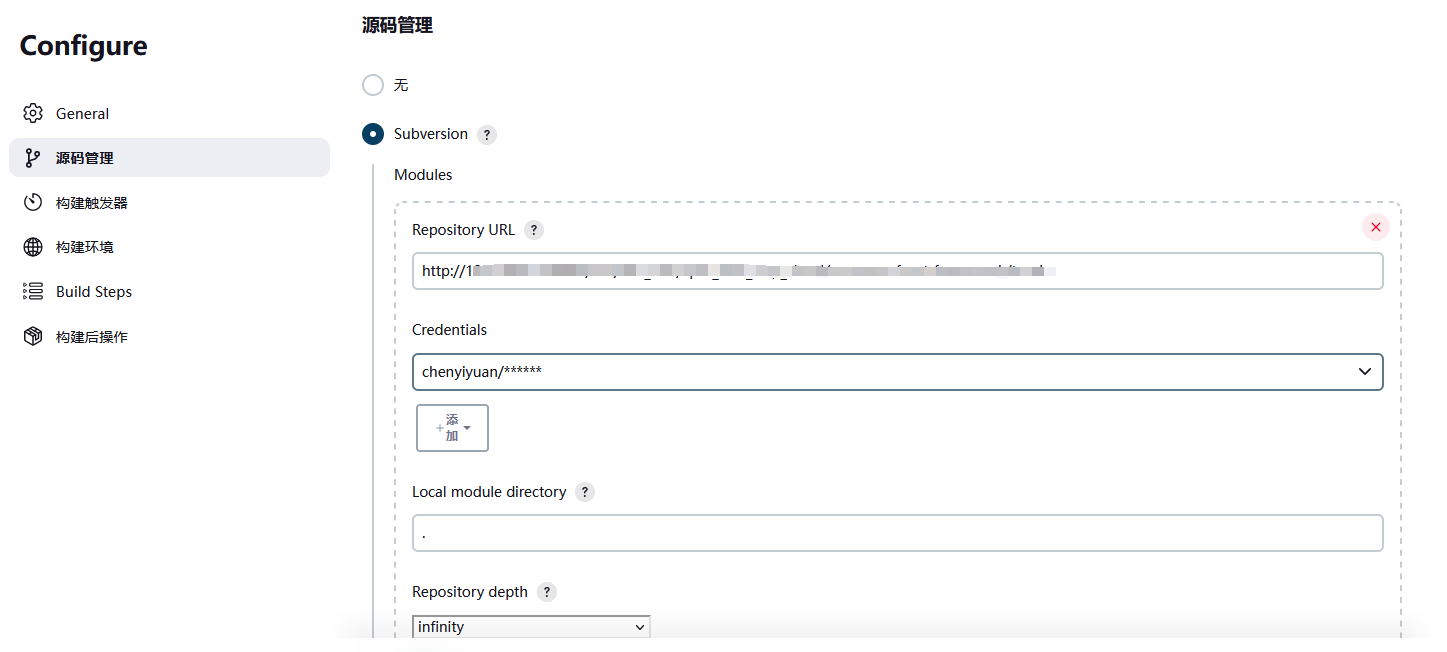 Configure
General
源码管理
构建触发器
构建环境
Build Steps
构建后操作
源码管理
无
Subversion ?
Modules
Repository URL ?
http://1
Credentials
chenyiyuan/******
+添
加
Local module directory ?
.
Repository depth ?
infinity